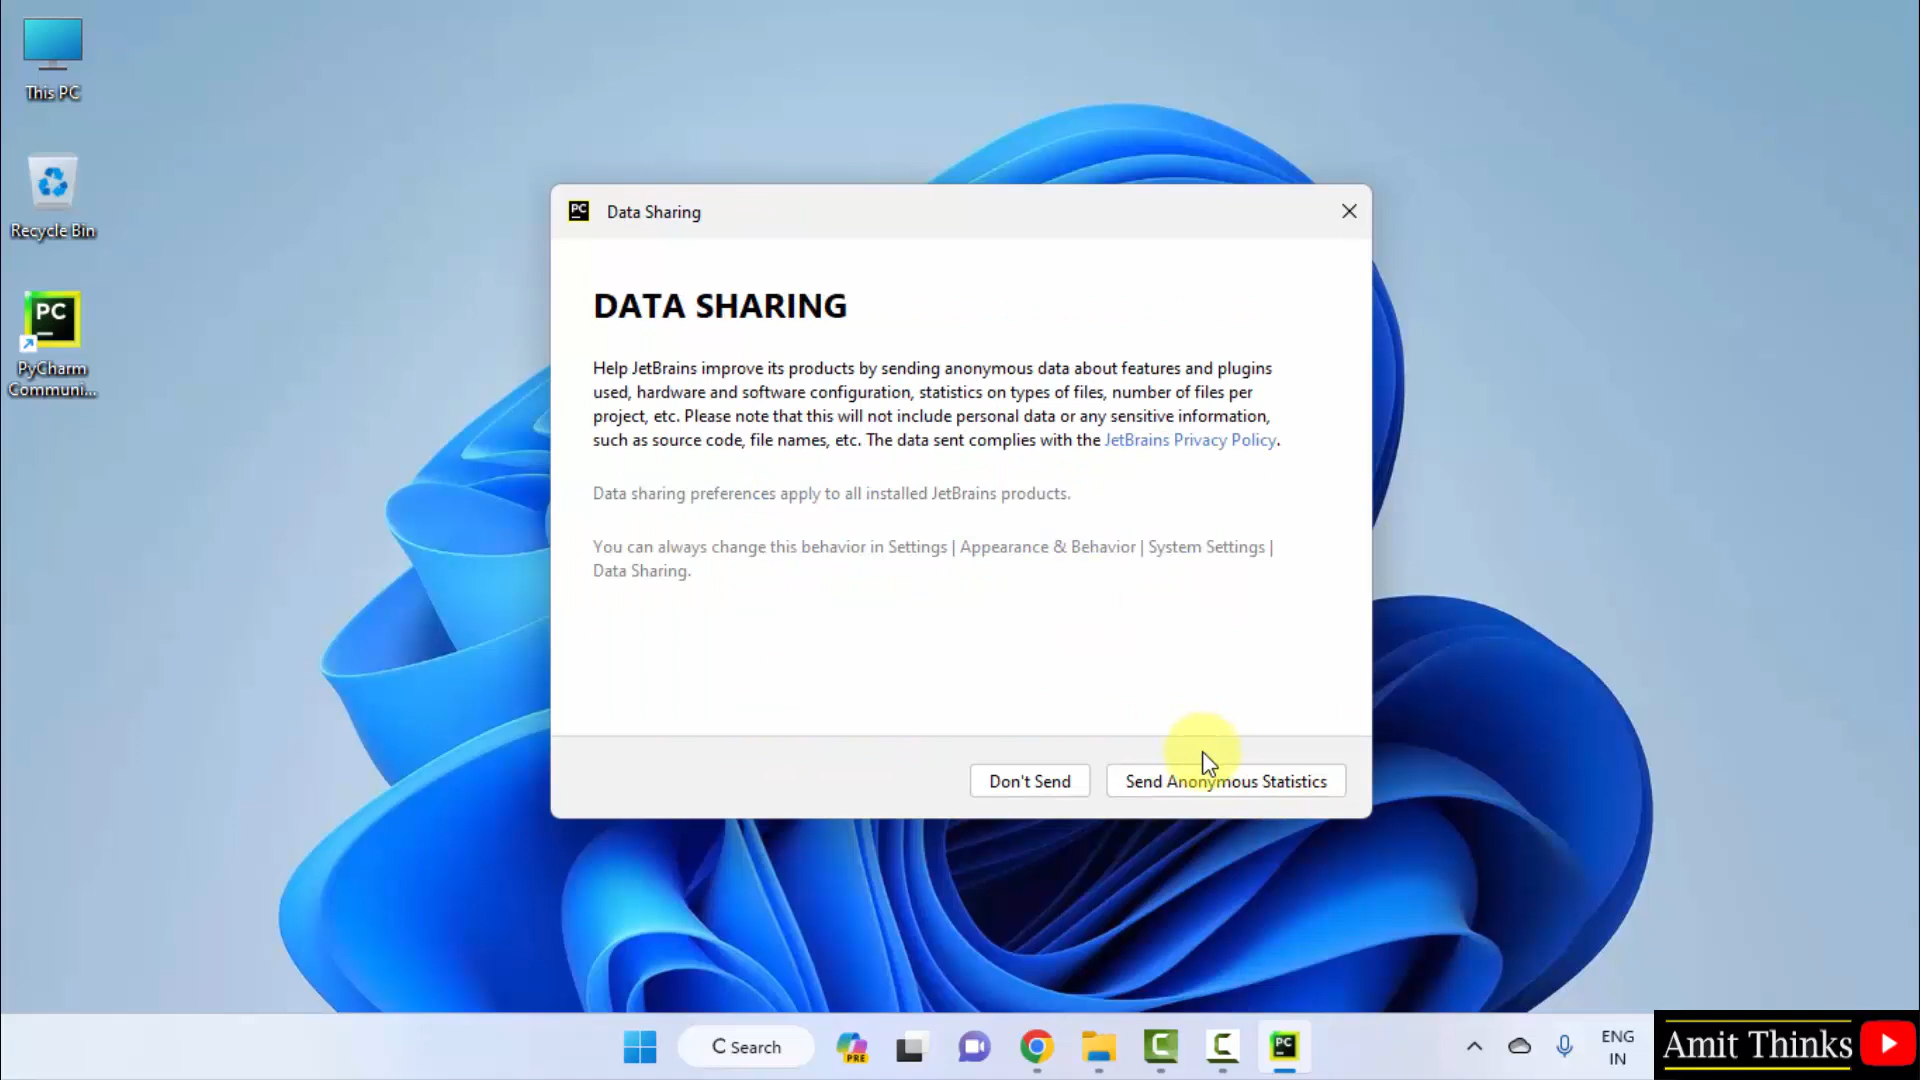 This PC
Recycle Bin
PC
PyCharm
Communi...
PC
Data Sharing
DATA SHARING
Help JetBrains improve its products by sending anonymous data about features and plugins
used, hardware and software configuration, statistics on types of files, number of files per
project, etc. Please note that this will not include personal data or any sensitive information,
such as source code, file names, etc. The data sent complies with the JetBrains Privacy Policy.
Data sharing preferences apply to all installed JetBrains products.
You can always change this behavior in Settings | Appearance & Behavior | System Settings |
Data Sharing.
Don't Send
Send Anonymous Statistics
Search
PRE
C
C
PC
ENG
IN
Amit Thinks